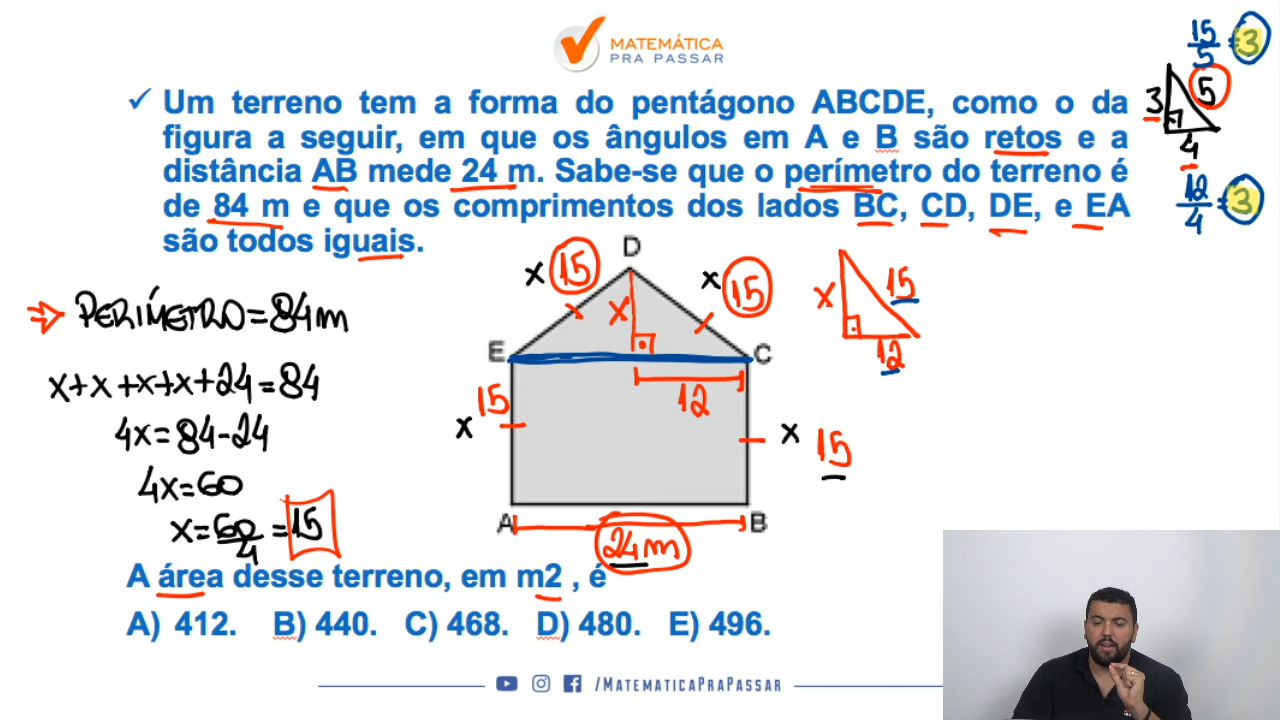 MATEMÁTICA
PRA PASSAR
✓ Um terreno tem a forma do pentágono ABCDE, como o da
figura a seguir, em que os ângulos em A e B são retos e a
distância AB mede 24 m. Sabe-se que o perímetro do terreno é
de 84 m e que os comprimentos dos lados BC, CD, DE, e EA
são todos iguais.
15/5 = 3
3
5
4
12/4 = 3
⇒ PERÍMETRO = 84m
x+x+x+x+24=84
4x=84-24
4x=60
x=60/4=15
D
x 15
x 15
x
E
C
12
15
x
x 15
A
B
24m
x
15
12
A área desse terreno, em m2 , é
A) 412. B) 440. C) 468. D) 480. E) 496.
/MatematicaPraPassar